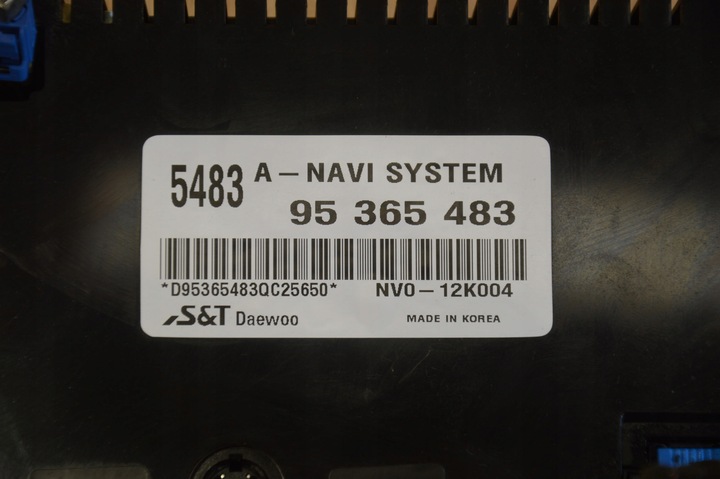 5483 A-NAVI SYSTEM
95 365 483
*D95365483QC25650* NV0-12K004
S&T Daewoo MADE IN KOREA